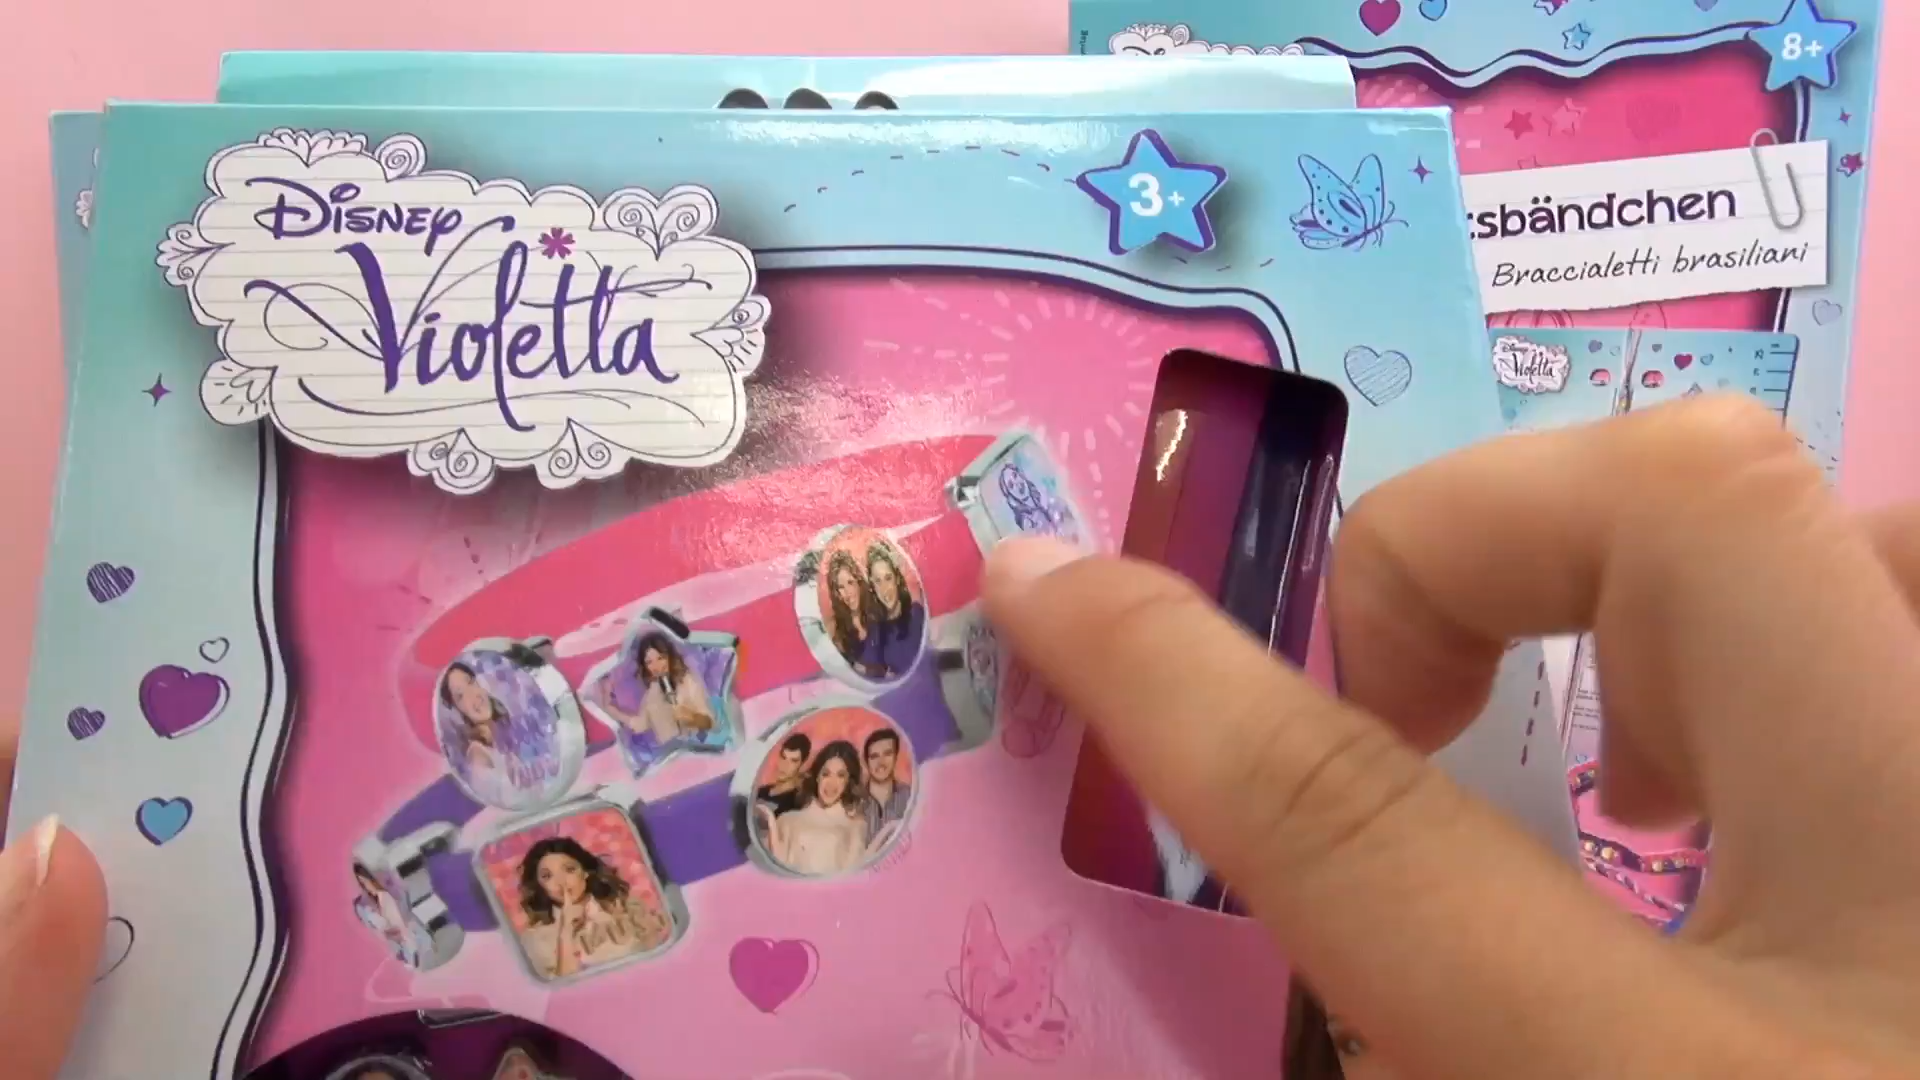 Disney
Violetta
3+
8+
tsbändchen
Braccialetti brasiliani
Disney
Violetta